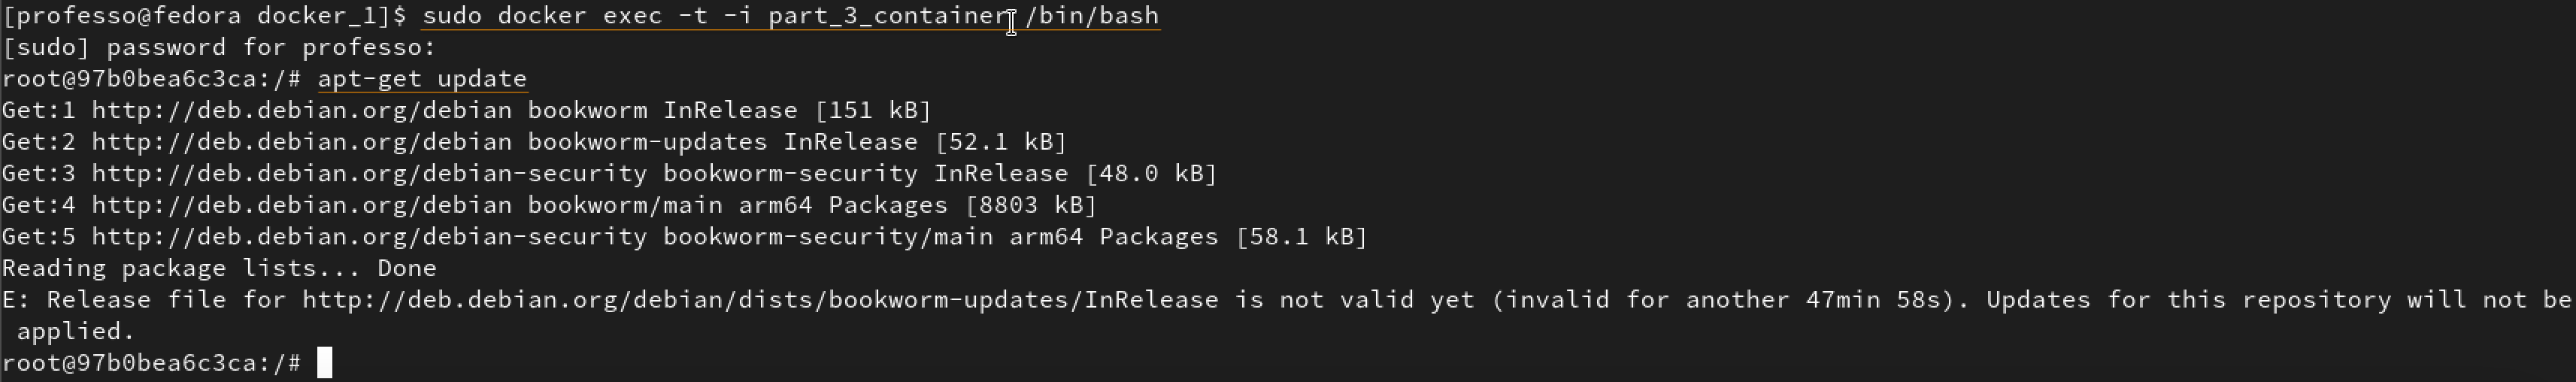 [professo@fedora docker_1]$ sudo docker exec -t -i part_3_container /bin/bash
[sudo] password for professo:
root@97b0bea6c3ca:/# apt-get update
Get:1 http://deb.debian.org/debian bookworm InRelease [151 kB]
Get:2 http://deb.debian.org/debian bookworm-updates InRelease [52.1 kB]
Get:3 http://deb.debian.org/debian-security bookworm-security InRelease [48.0 kB]
Get:4 http://deb.debian.org/debian bookworm/main arm64 Packages [8803 kB]
Get:5 http://deb.debian.org/debian-security bookworm-security/main arm64 Packages [58.1 kB]
Reading package lists... Done
E: Release file for http://deb.debian.org/debian/dists/bookworm-updates/InRelease is not valid yet (invalid for another 47min 58s). Updates for this repository will not be
 applied.
root@97b0bea6c3ca:/#